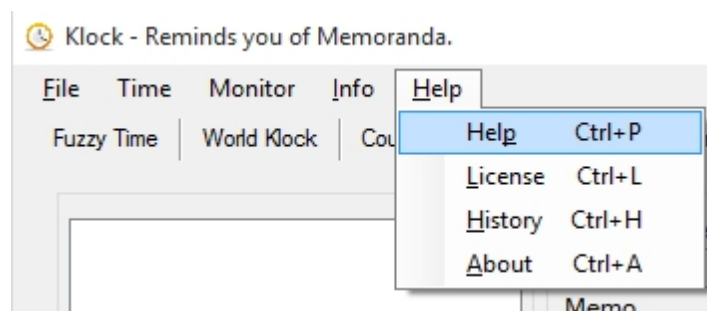 Klock - Reminds you of Memoranda.
File Time Monitor Info Help
Fuzzy Time World Klock
Help Ctrl+P
License Ctrl+L
History Ctrl+H
About Ctrl+A
Memo